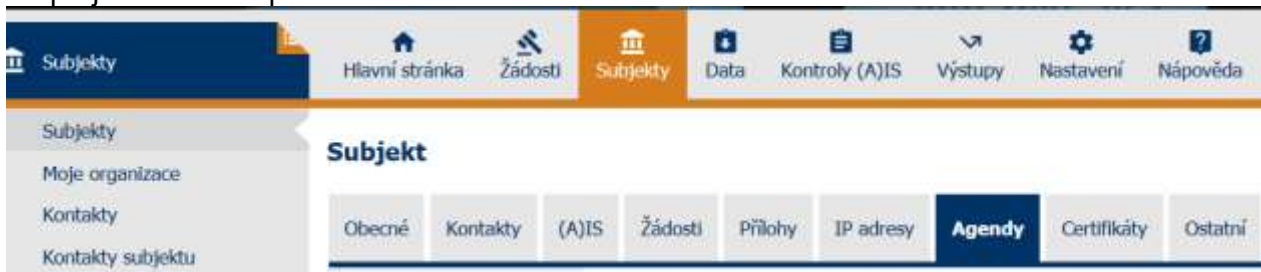 Subjekty
Hlavní stránka Žádosti Subjekty Data Kontroly (A)IS Výstupy Nastavení Nápověda
Subjekty
Moje organizace
Kontakty
Kontakty subjektu
Subjekt
Obecné Kontakty (A)IS Žádosti Přílohy IP adresy Agendy Certifikáty Ostatní